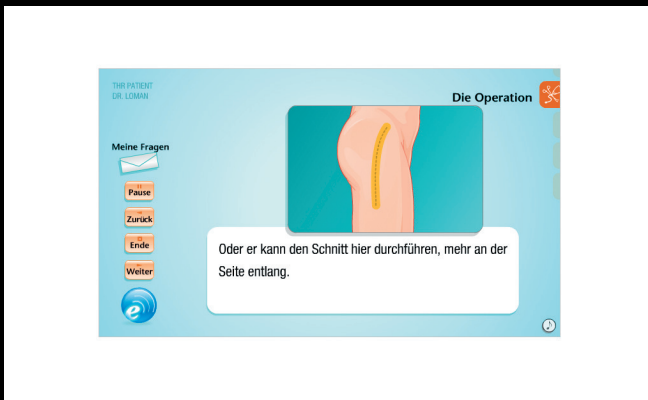 THR PATIENT
DR. LOMAN
Die Operation
Meine Fragen
Pause
Zurück
Ende
Weiter
e
Oder er kann den Schnitt hier durchführen, mehr an der
Seite entlang.